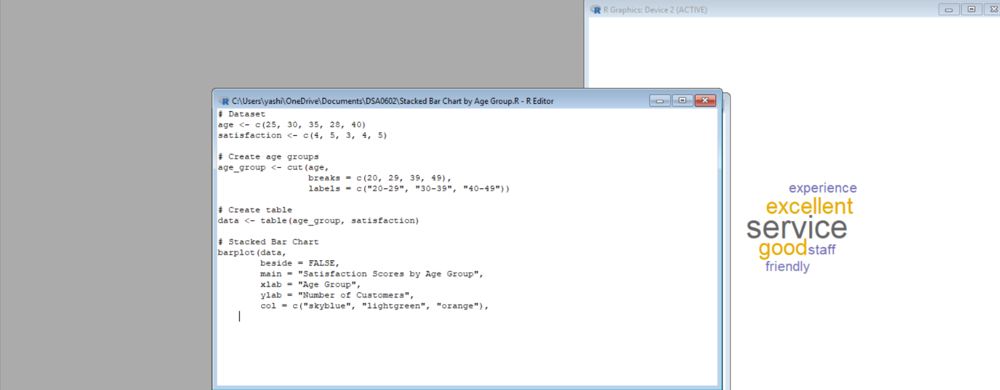 R Graphics: Device 2 (ACTIVE)
C:\Users\yashi\OneDrive\Documents\DSA0602\Stacked Bar Chart by Age Group.R - R Editor
# Dataset
age <- c(25, 30, 35, 28, 40)
satisfaction <- c(4, 5, 3, 4, 5)
# Create age groups
age_group <- cut(age,
breaks = c(20, 29, 39, 49),
labels = c("20-29", "30-39", "40-49"))
# Create table
data <- table(age_group, satisfaction)
# Stacked Bar Chart
barplot(data,
beside = FALSE,
main = "Satisfaction Scores by Age Group",
xlab = "Age Group",
ylab = "Number of Customers",
col = c("skyblue", "lightgreen", "orange"),
experience
excellent
service
good staff
friendly